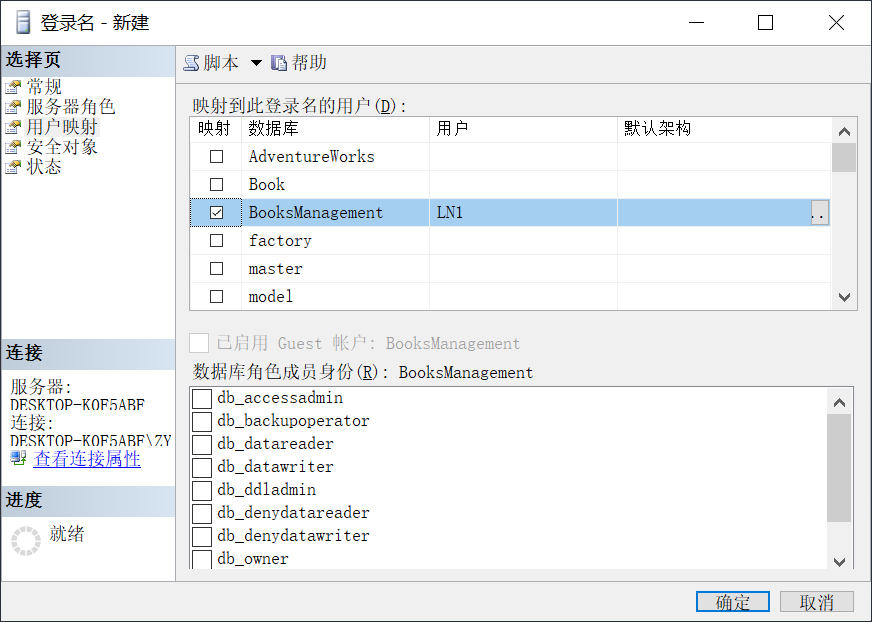 登录名 - 新建
选择页
常规
服务器角色
用户映射
安全对象
状态
脚本 帮助
映射到此登录名的用户(D):
映射 数据库 用户 默认架构
AdventureWorks
Book
BooksManagement LN1 ..
factory
master
model
已启用 Guest 帐户: BooksManagement
数据库角色成员身份(R): BooksManagement
db_accessadmin
db_backupoperator
db_datareader
db_datawriter
db_ddladmin
db_denydatareader
db_denydatawriter
db_owner
连接
服务器:
DESKTOP-K0F5ABF
连接:
DESKTOP-K0F5ABF\ZY
查看连接属性
进度
就绪
确定 取消